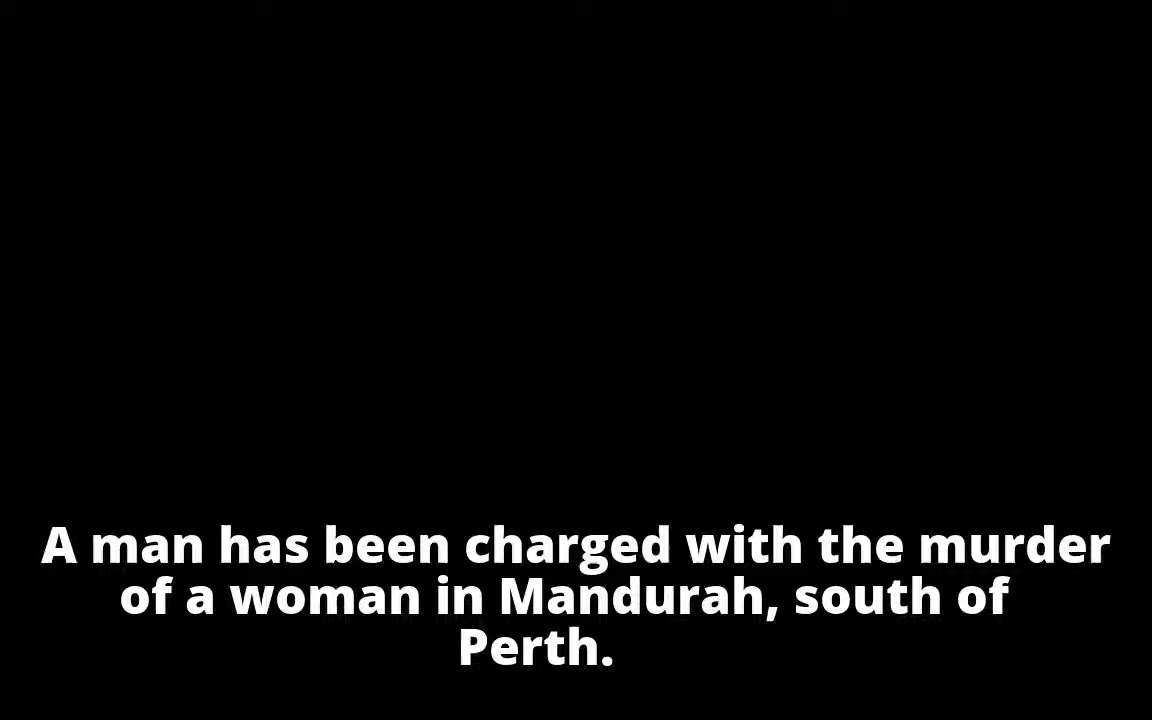 A man has been charged with the murder
of a woman in Mandurah, south of
Perth.